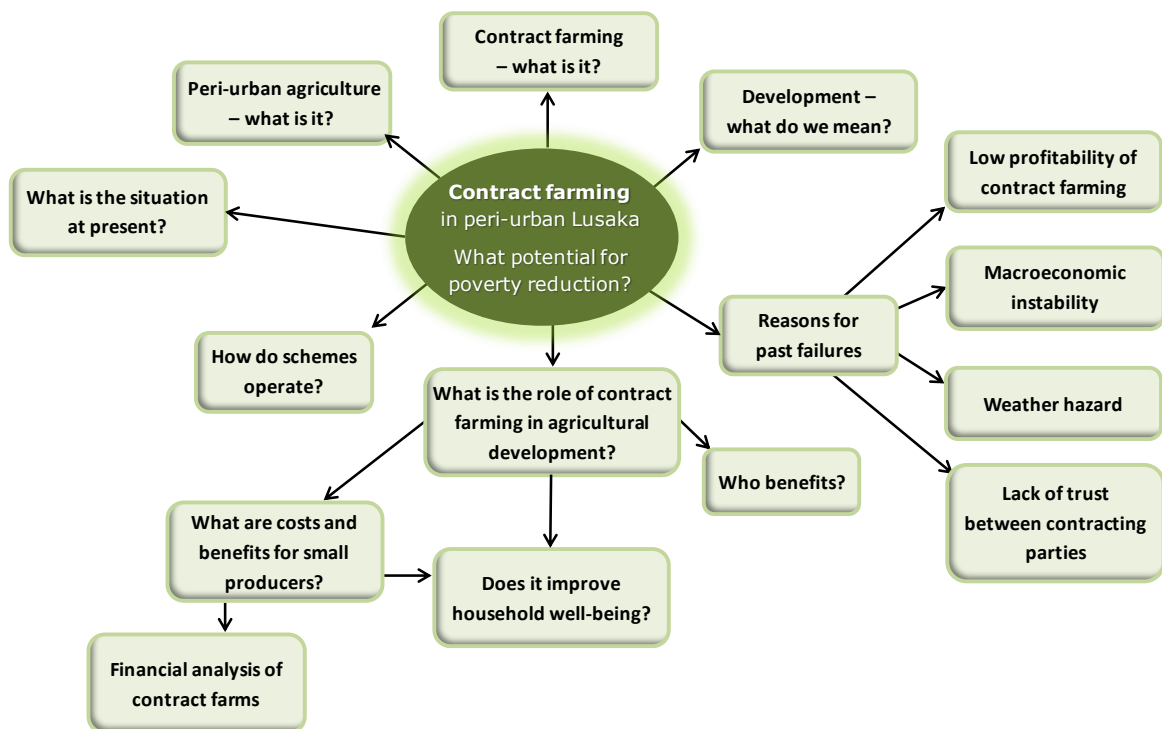 Contract farming
– what is it?
Peri-urban agriculture
– what is it?
Development –
what do we mean?
Low profitability of
contract farming
What is the situation
at present?
Contract farming
in peri-urban Lusaka
What potential for
poverty reduction?
Macroeconomic
instability
Reasons for
past failures
How do schemes
operate?
What is the role of contract
farming in agricultural
development?
Weather hazard
Who benefits?
Lack of trust
between contracting
parties
What are costs and
benefits for small
producers?
Does it improve
household well-being?
Financial analysis of
contract farms